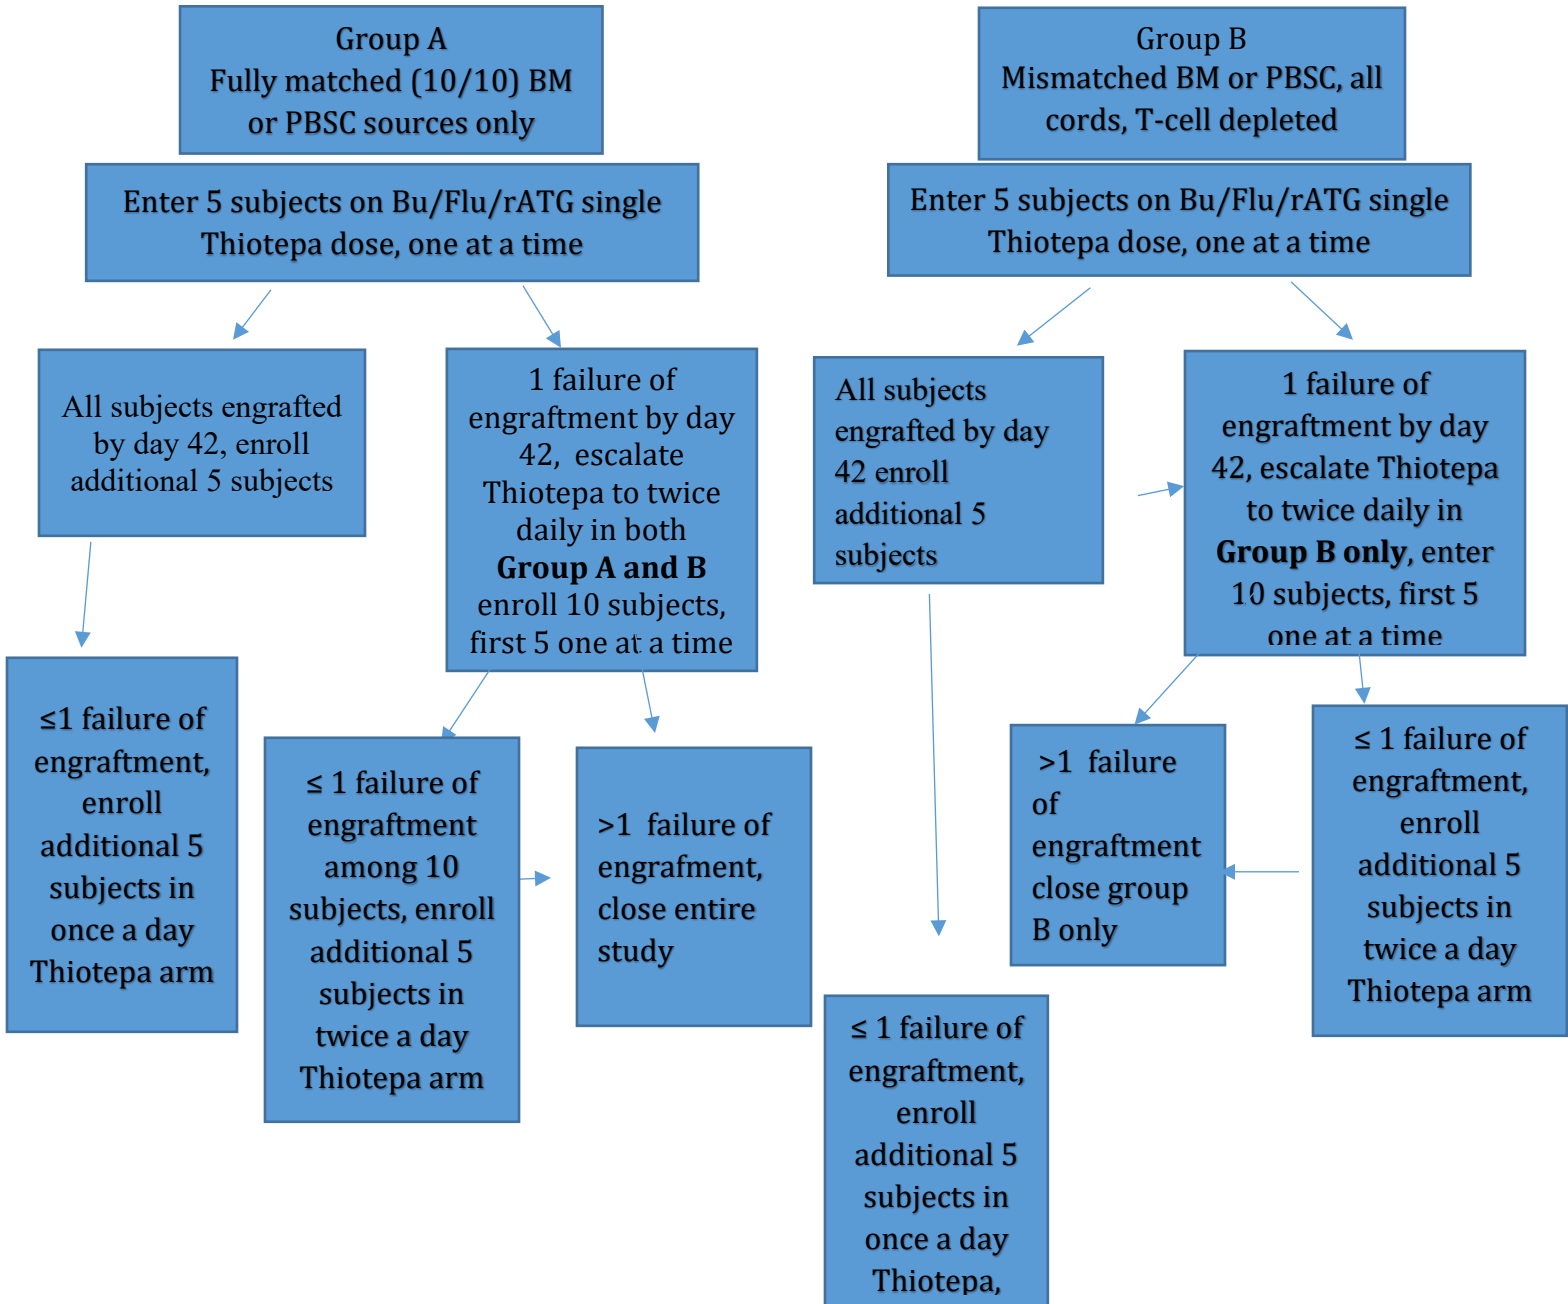 Group A
Fully matched (10/10) BM
or PBSC sources only
Enter 5 subjects on Bu/Flu/rATG single
Thiotepa dose, one at a time
All subjects engrafted
by day 42, enroll
additional 5 subjects
1 failure of
engraftment by day
42, escalate
Thiotepa to twice
daily in both
Group A and B
enroll 10 subjects,
first 5 one at a time
≤1 failure of
engraftment,
enroll
additional 5
subjects in
once a day
Thiotepa arm
≤ 1 failure of
engraftment
among 10
subjects, enroll
additional 5
subjects in
twice a day
Thiotepa arm
>1 failure of
engrafment,
close entire
study
Group B
Mismatched BM or PBSC, all
cords, T-cell depleted
Enter 5 subjects on Bu/Flu/rATG single
Thiotepa dose, one at a time
All subjects
engrafted by day
42 enroll
additional 5
subjects
1 failure of
engraftment by day
42, escalate Thiotepa
to twice daily in
Group B only, enter
10 subjects, first 5
one at a time
>1 failure
of
engraftment
close group
B only
≤ 1 failure of
engraftment,
enroll
additional 5
subjects in
twice a day
Thiotepa arm
≤ 1 failure of
engraftment,
enroll
additional 5
subjects in
once a day
Thiotepa,